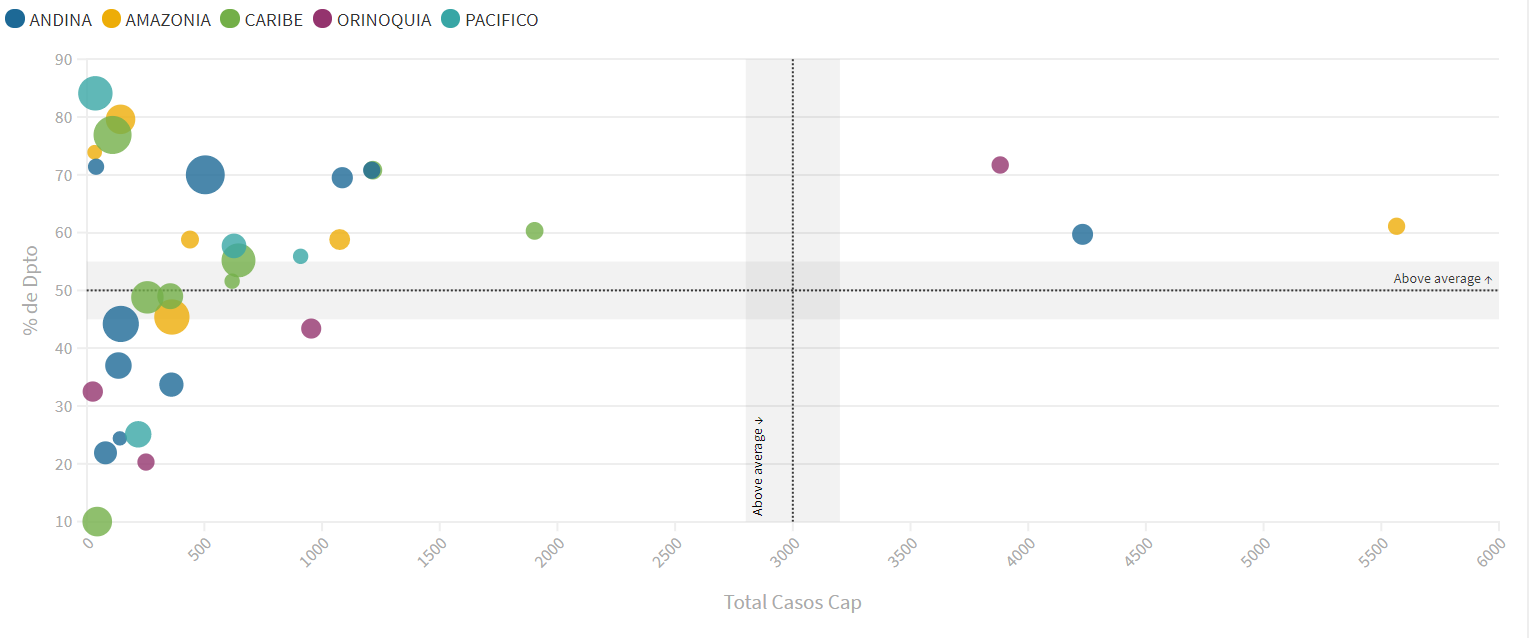 ANDINA AMAZONIA CARIBE ORINOQUIA PACIFICO
90
80
70
60
50
40
30
20
10
% de Dpto
Above average ↑
Above average ↓
0 500 1000 1500 2000 2500 3000 3500 4000 4500 5000 5500 6000
Total Casos Cap